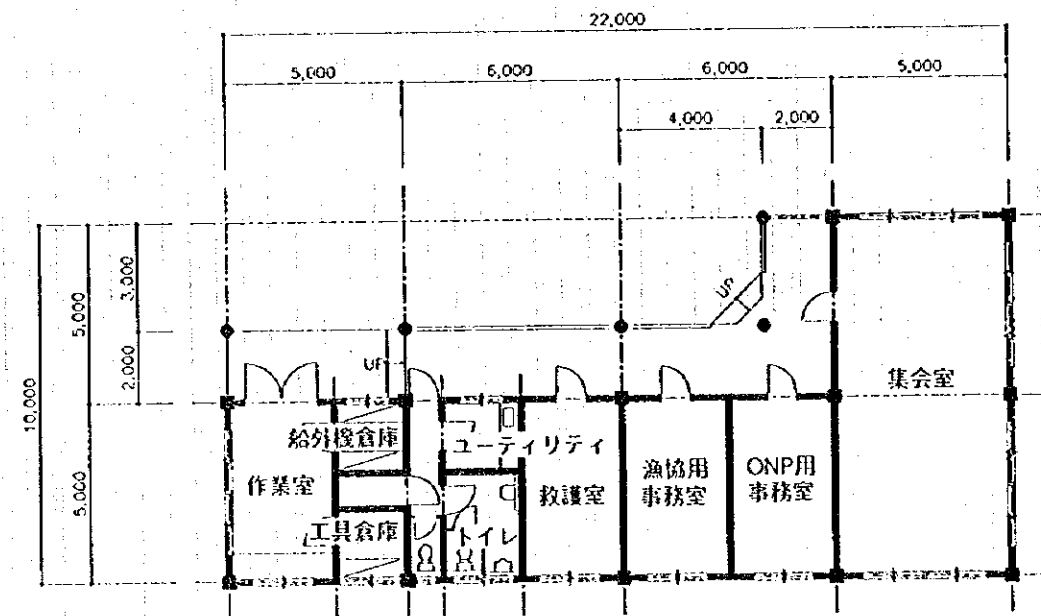 22,000
5,000
6,000
6,000
5,000
4,000
2,000
10,000
5,000
3,000
2,000
5,000
UP
UP
集会室
給外機倉庫
ユーティリティ
作業室
救護室
漁協用
事務室
ONP用
事務室
工具倉庫
トイレ